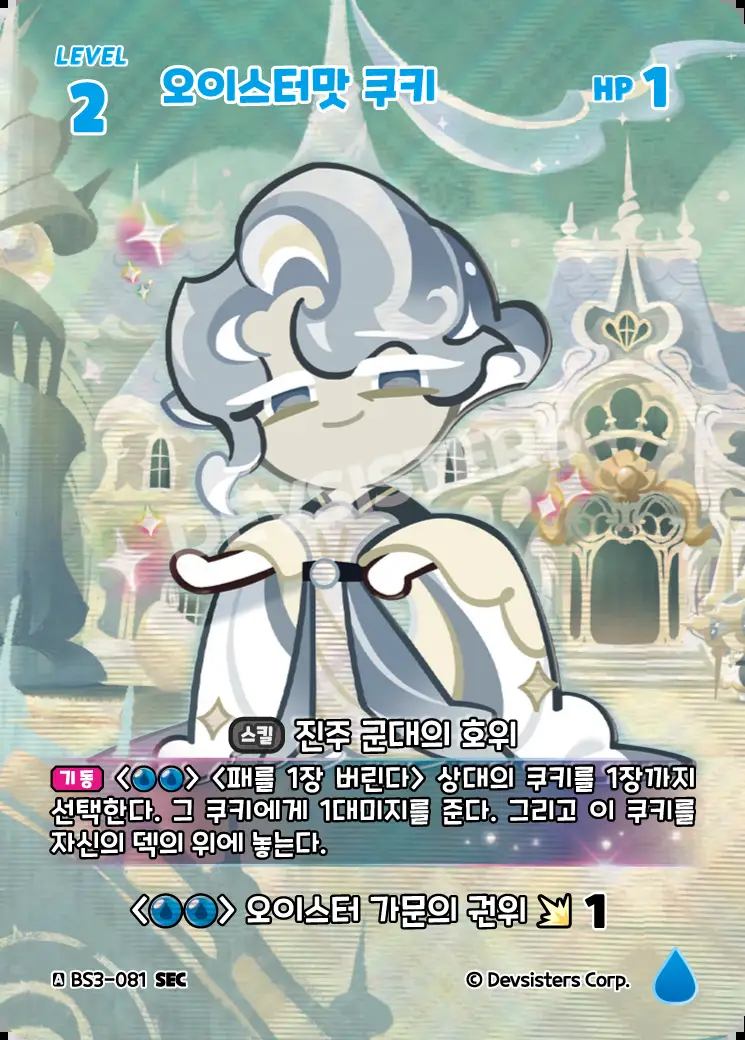 LEVEL
2
오이스터맛 쿠키
HP 1
DEVSISTERS
스킬 진주 군대의 호위
기동 〈🔵🔵〉 〈패를 1장 버린다〉 상대의 쿠키를 1장까지
선택한다. 그 쿠키에게 1대미지를 준다. 그리고 이 쿠키를
자신의 덱의 위에 놓는다.
〈🔵🔵〉 오이스터 가문의 권위 1
A BS3-081 SEC
© Devsisters Corp.